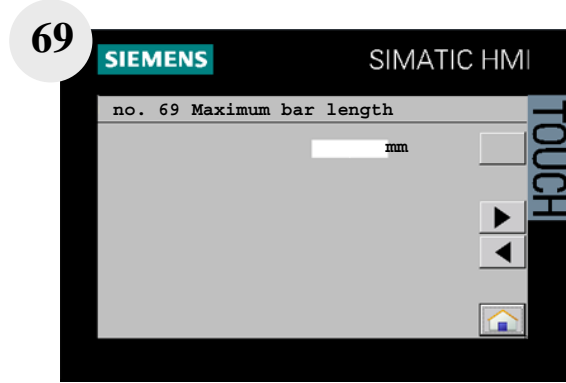 69
SIEMENS
SIMATIC HMI
TOUCH
no. 69 Maximum bar length
mm